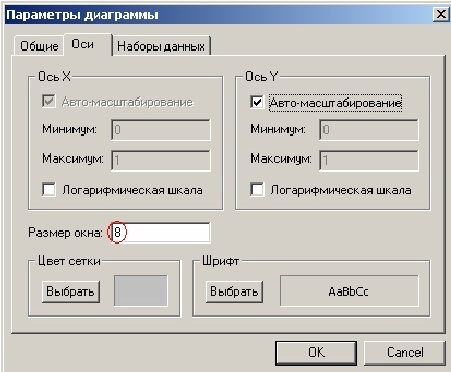 Параметры диаграммы
Общие Оси Наборы данных
Ось X Ось Y
Авто-масштабирование Авто-масштабирование
Минимум: 0 Минимум: 0
Максимум: 1 Максимум: 1
Логарифмическая шкала Логарифмическая шкала
Размер окна: 8
Цвет сетки Шрифт
Выбрать Выбрать AaBbCc
OK Cancel